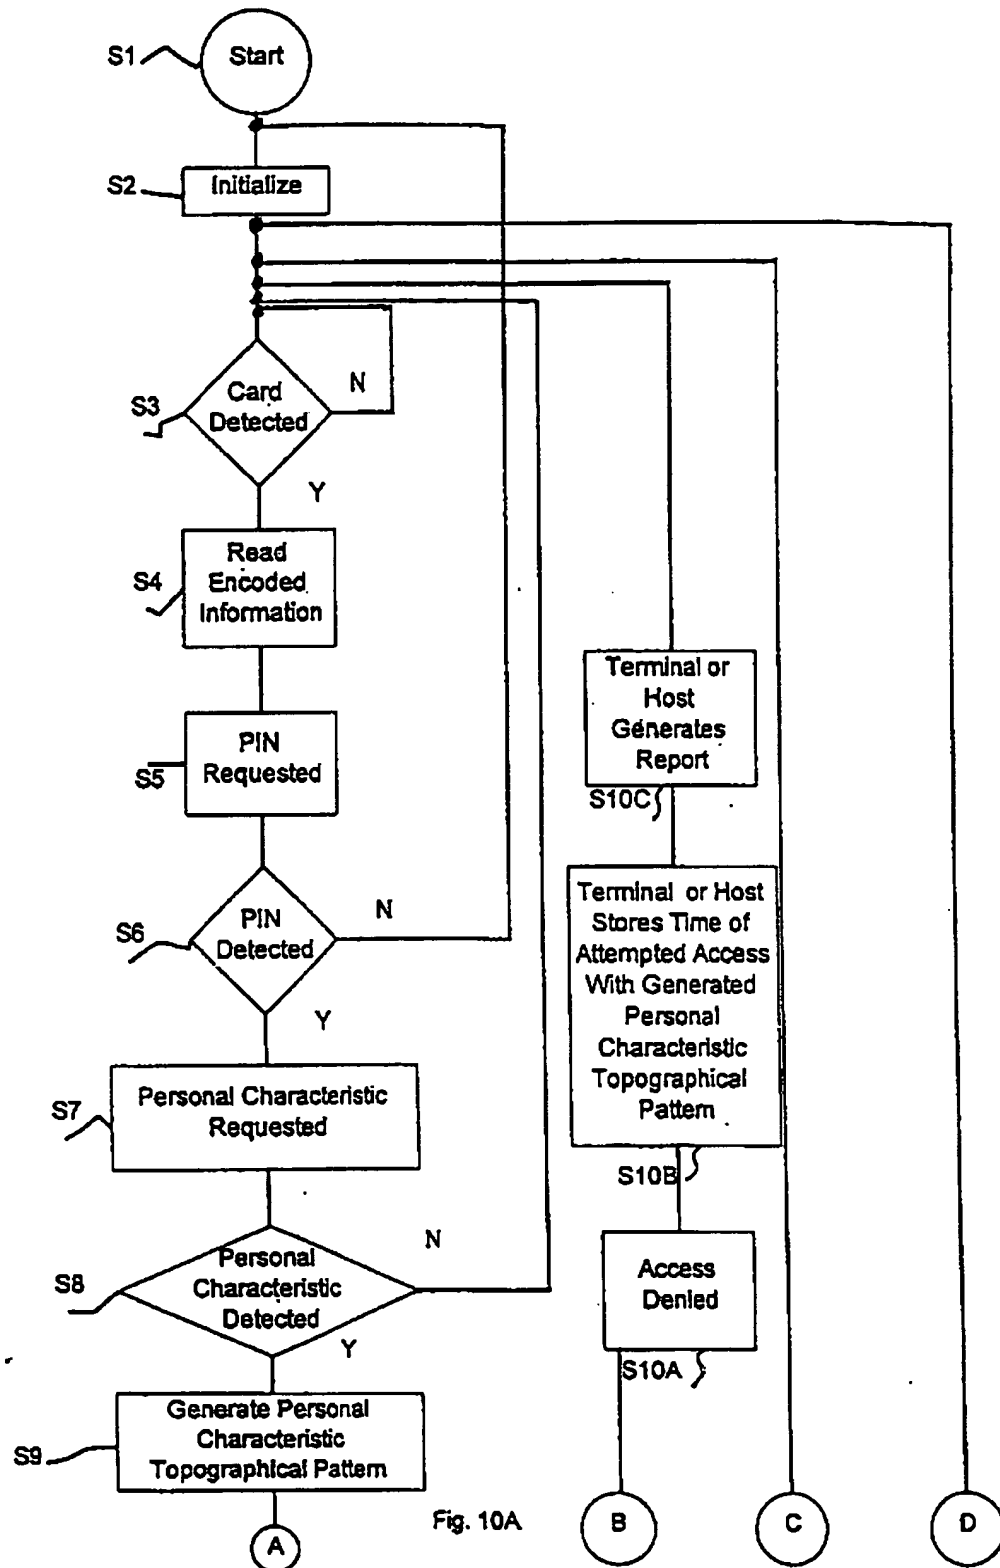 S1
Start
S2
Initialize
S3
Card
Detected
N
Y
S4
Read
Encoded
Information
S5
PIN
Requested
S6
PIN
Detected
N
Y
S7
Personal Characteristic
Requested
S8
Personal
Characteristic
Detected
N
Y
S9
Generate Personal
Characteristic
Topographical Pattern
A
Terminal or
Host
Generates
Report
S10C
Terminal or Host
Stores Time of
Attempted Access
With Generated
Personal
Characteristic
Topographical
Pattern
S10B
Access
Denied
S10A
B
C
D
Fig. 10A